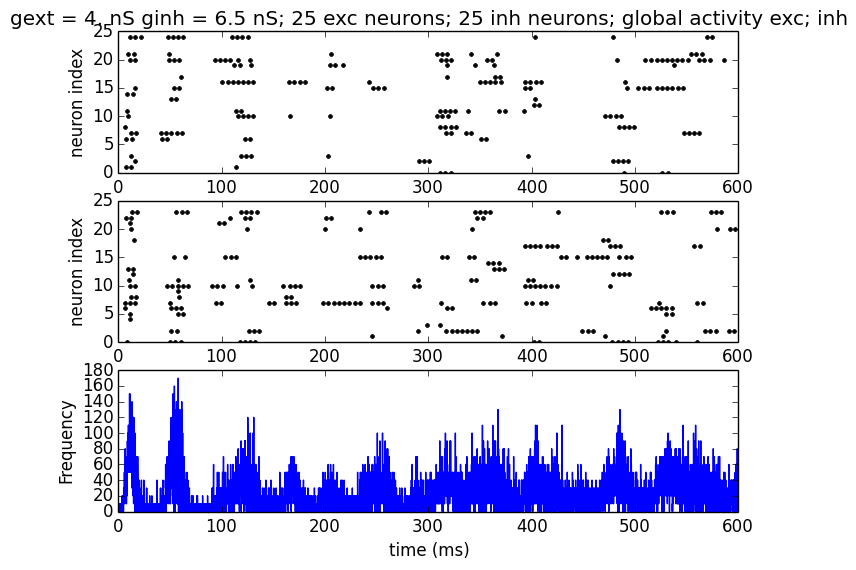 gext = 4. nS ginh = 6.5 nS; 25 exc neurons; 25 inh neurons; global activity exc; inh
25
20
15
10
5
0
neuron index
0 100 200 300 400 500 600
25
20
15
10
5
0
neuron index
0 100 200 300 400 500 600
180
160
140
120
100
80
60
40
20
0
Frequency
0 100 200 300 400 500 600
time (ms)